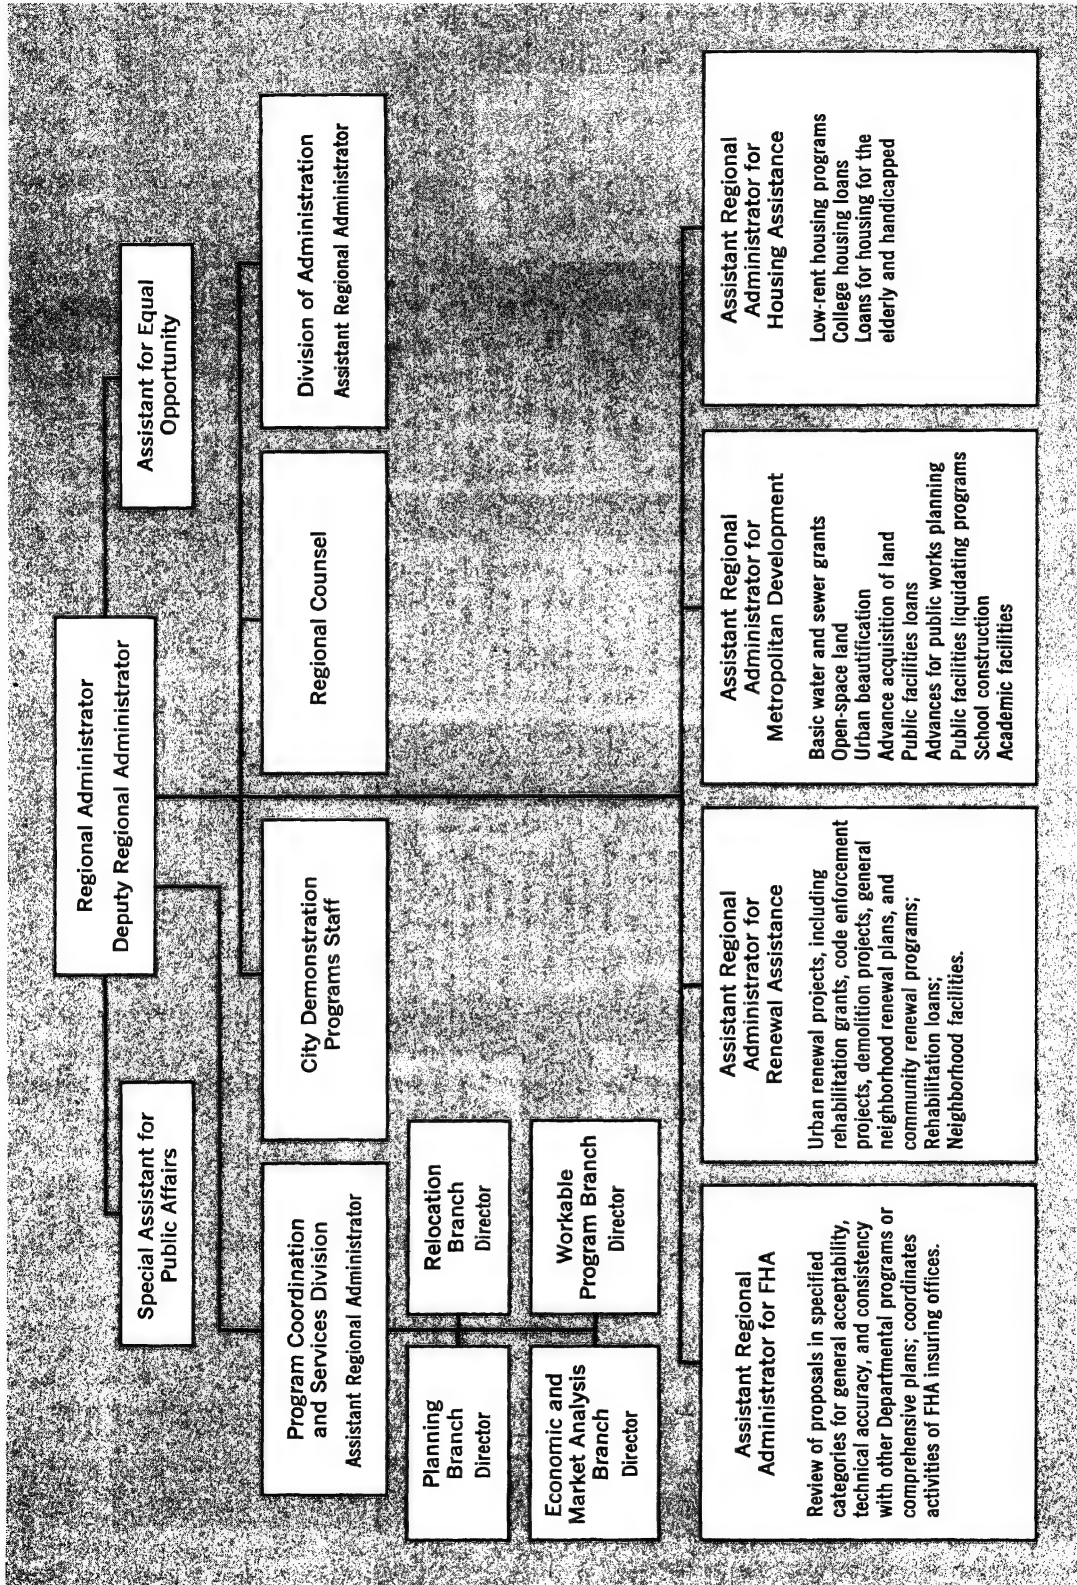 Regional Administrator
Deputy Regional Administrator
Special Assistant for
Public Affairs
Assistant for Equal
Opportunity
Program Coordination
and Services Division
Assistant Regional Administrator
City Demonstration
Programs Staff
Regional Counsel
Division of Administration
Assistant Regional Administrator
Planning
Branch
Director
Relocation
Branch
Director
Economic and
Market Analysis
Branch
Director
Workable
Program Branch
Director
Assistant Regional
Administrator for FHA
Review of proposals in specified
categories for general acceptability,
technical accuracy, and consistency
with other Departmental programs or
comprehensive plans; coordinates
activities of FHA insuring offices.
Assistant Regional
Administrator for
Renewal Assistance
Urban renewal projects, including
rehabilitation grants, code enforcement
projects, demolition projects, general
neighborhood renewal plans, and
community renewal programs;
Rehabilitation loans;
Neighborhood facilities.
Assistant Regional
Administrator for
Metropolitan Development
Basic water and sewer grants
Open-space land
Urban beautification
Advance acquisition of land
Public facilities loans
Advances for public works planning
Public facilities liquidating programs
School construction
Academic facilities
Assistant Regional
Administrator for
Housing Assistance
Low-rent housing programs
College housing loans
Loans for housing for the
elderly and handicapped